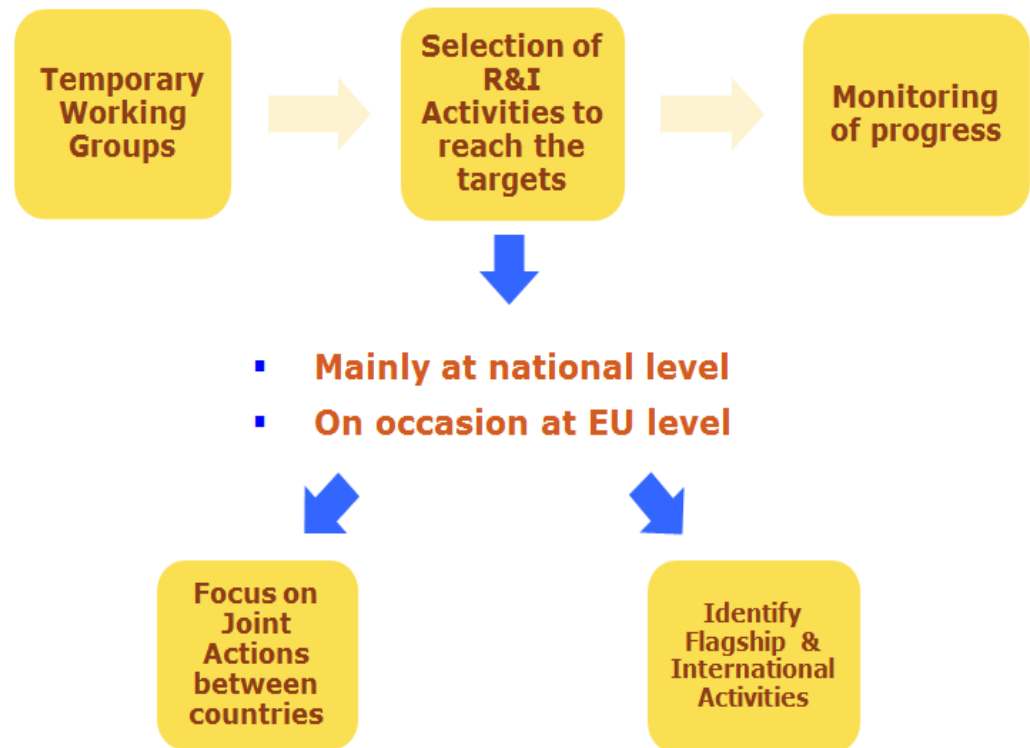 Temporary
Working
Groups
Selection of
R&I
Activities to
reach the
targets
Monitoring
of progress
▪ Mainly at national level
▪ On occasion at EU level
Focus on
Joint
Actions
between
countries
Identify
Flagship &
International
Activities